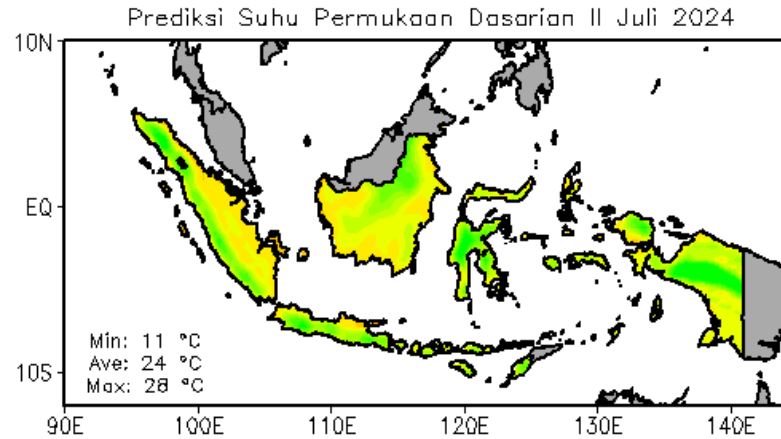 Prediksi Suhu Permukaan Dasarian II Juli 2024
10N
EQ
10S
Min: 11 °C
Ave: 24 °C
Max: 28 °C
90E 100E 110E 120E 130E 140E